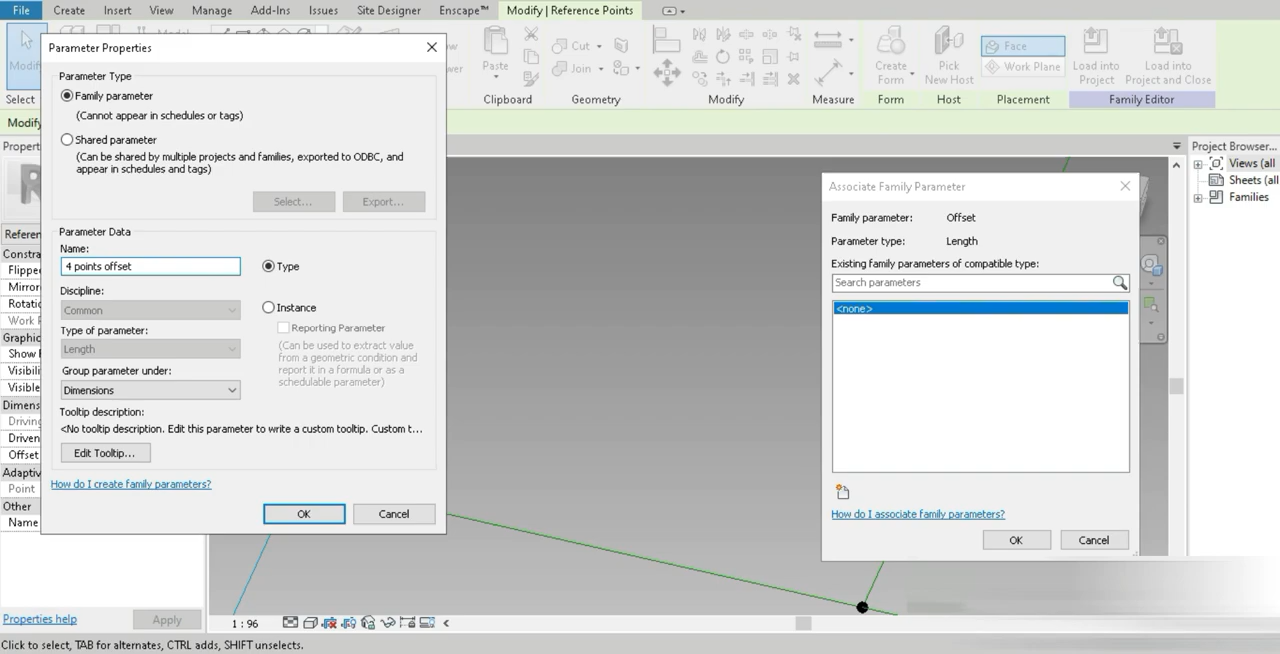 File Create Insert View Manage Add-Ins Issues Site Designer Enscape™ Modify | Reference Points
Modify
Paste
Cut
Join
Create Form
Pick New Host
Face
Work Plane
Load into Project
Load into Project and Close
Select Clipboard Geometry Modify Measure Form Host Placement Family Editor
Modify
Parameter Properties
Parameter Type
Family parameter
(Cannot appear in schedules or tags)
Shared parameter
(Can be shared by multiple projects and families, exported to ODBC, and
appear in schedules and tags)
Select...
Export...
Parameter Data
Name:
4 points offset
Type
Discipline:
Common
Instance
Reporting Parameter
(Can be used to extract value
from a geometric condition and
report it in a formula or as a
schedulable parameter)
Type of parameter:
Length
Group parameter under:
Dimensions
Tooltip description:
<No tooltip description. Edit this parameter to write a custom tooltip. Custom t...
Edit Tooltip...
How do I create family parameters?
OK
Cancel
Propert
Referen
Constra
Flippe
Mirror
Rotatic
Work F
Graphic
Show F
Visibili
Visible
Dimens
Driving
Driven
Offset
Adaptiv
Point
Other
Name
Properties help
Apply
Associate Family Parameter
Family parameter: Offset
Parameter type: Length
Existing family parameters of compatible type:
Search parameters
<none>
How do I associate family parameters?
OK
Cancel
Project Browser...
Views (all
Sheets (all
Families
1 : 96
Click to select, TAB for alternates, CTRL adds, SHIFT unselects.